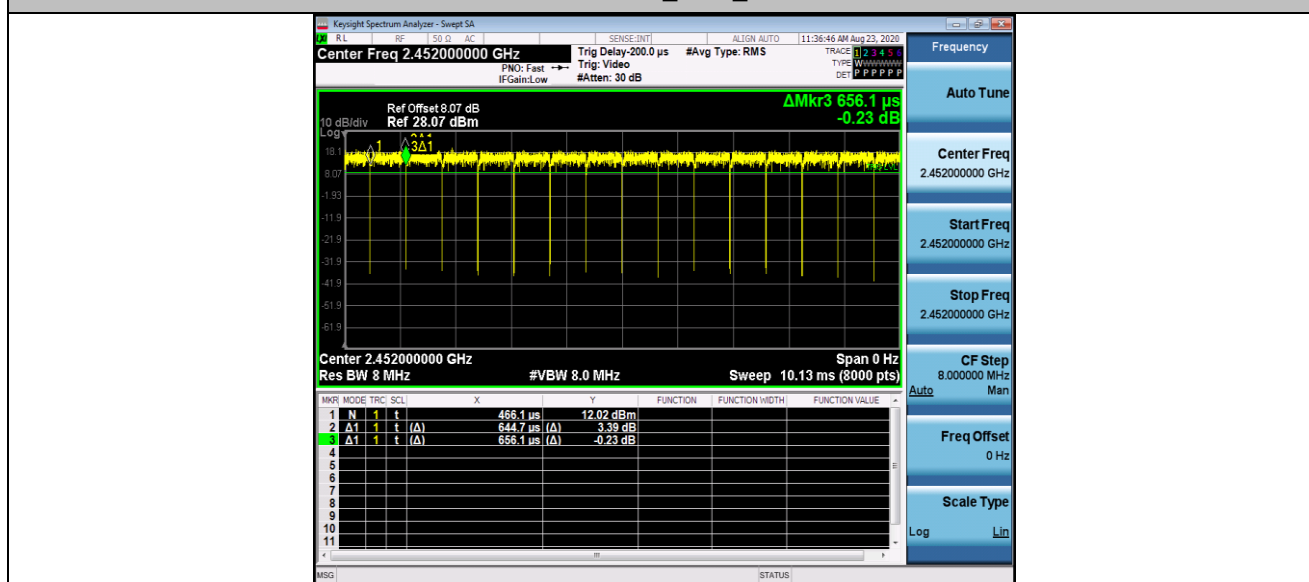 Keysight Spectrum Analyzer - Swept SA
RL RF 50 Ω AC SENSE:INT ALIGN AUTO 11:36:46 AM Aug 23, 2020
Center Freq 2.452000000 GHz
PNO: Fast
IFGain:Low
Trig Delay-200.0 µs
Trig: Video
#Atten: 30 dB
#Avg Type: RMS
TRACE 1 2 3 4 5 6
TYPE WWWWWW
DET P P P P P P
ΔMkr3 656.1 µs
-0.23 dB
Ref Offset 8.07 dB
10 dB/div Ref 28.07 dBm
Log
1
3Δ1
18.1
8.07
-1.93
-11.9
-21.9
-31.9
-41.9
-51.9
-61.9
Center 2.452000000 GHz Span 0 Hz
Res BW 8 MHz #VBW 8.0 MHz Sweep 10.13 ms (8000 pts)
MKR MODE TRC SCL X Y FUNCTION FUNCTION WIDTH FUNCTION VALUE
1 N 1 t 466.1 µs 12.02 dBm
2 Δ1 1 t (Δ) 644.7 µs (Δ) 3.39 dB
3 Δ1 1 t (Δ) 656.1 µs (Δ) -0.23 dB
4
5
6
7
8
9
10
11
MSG STATUS
Frequency
Auto Tune
Center Freq
2.452000000 GHz
Start Freq
2.452000000 GHz
Stop Freq
2.452000000 GHz
CF Step
8.000000 MHz
Auto Man
Freq Offset
0 Hz
Scale Type
Log Lin